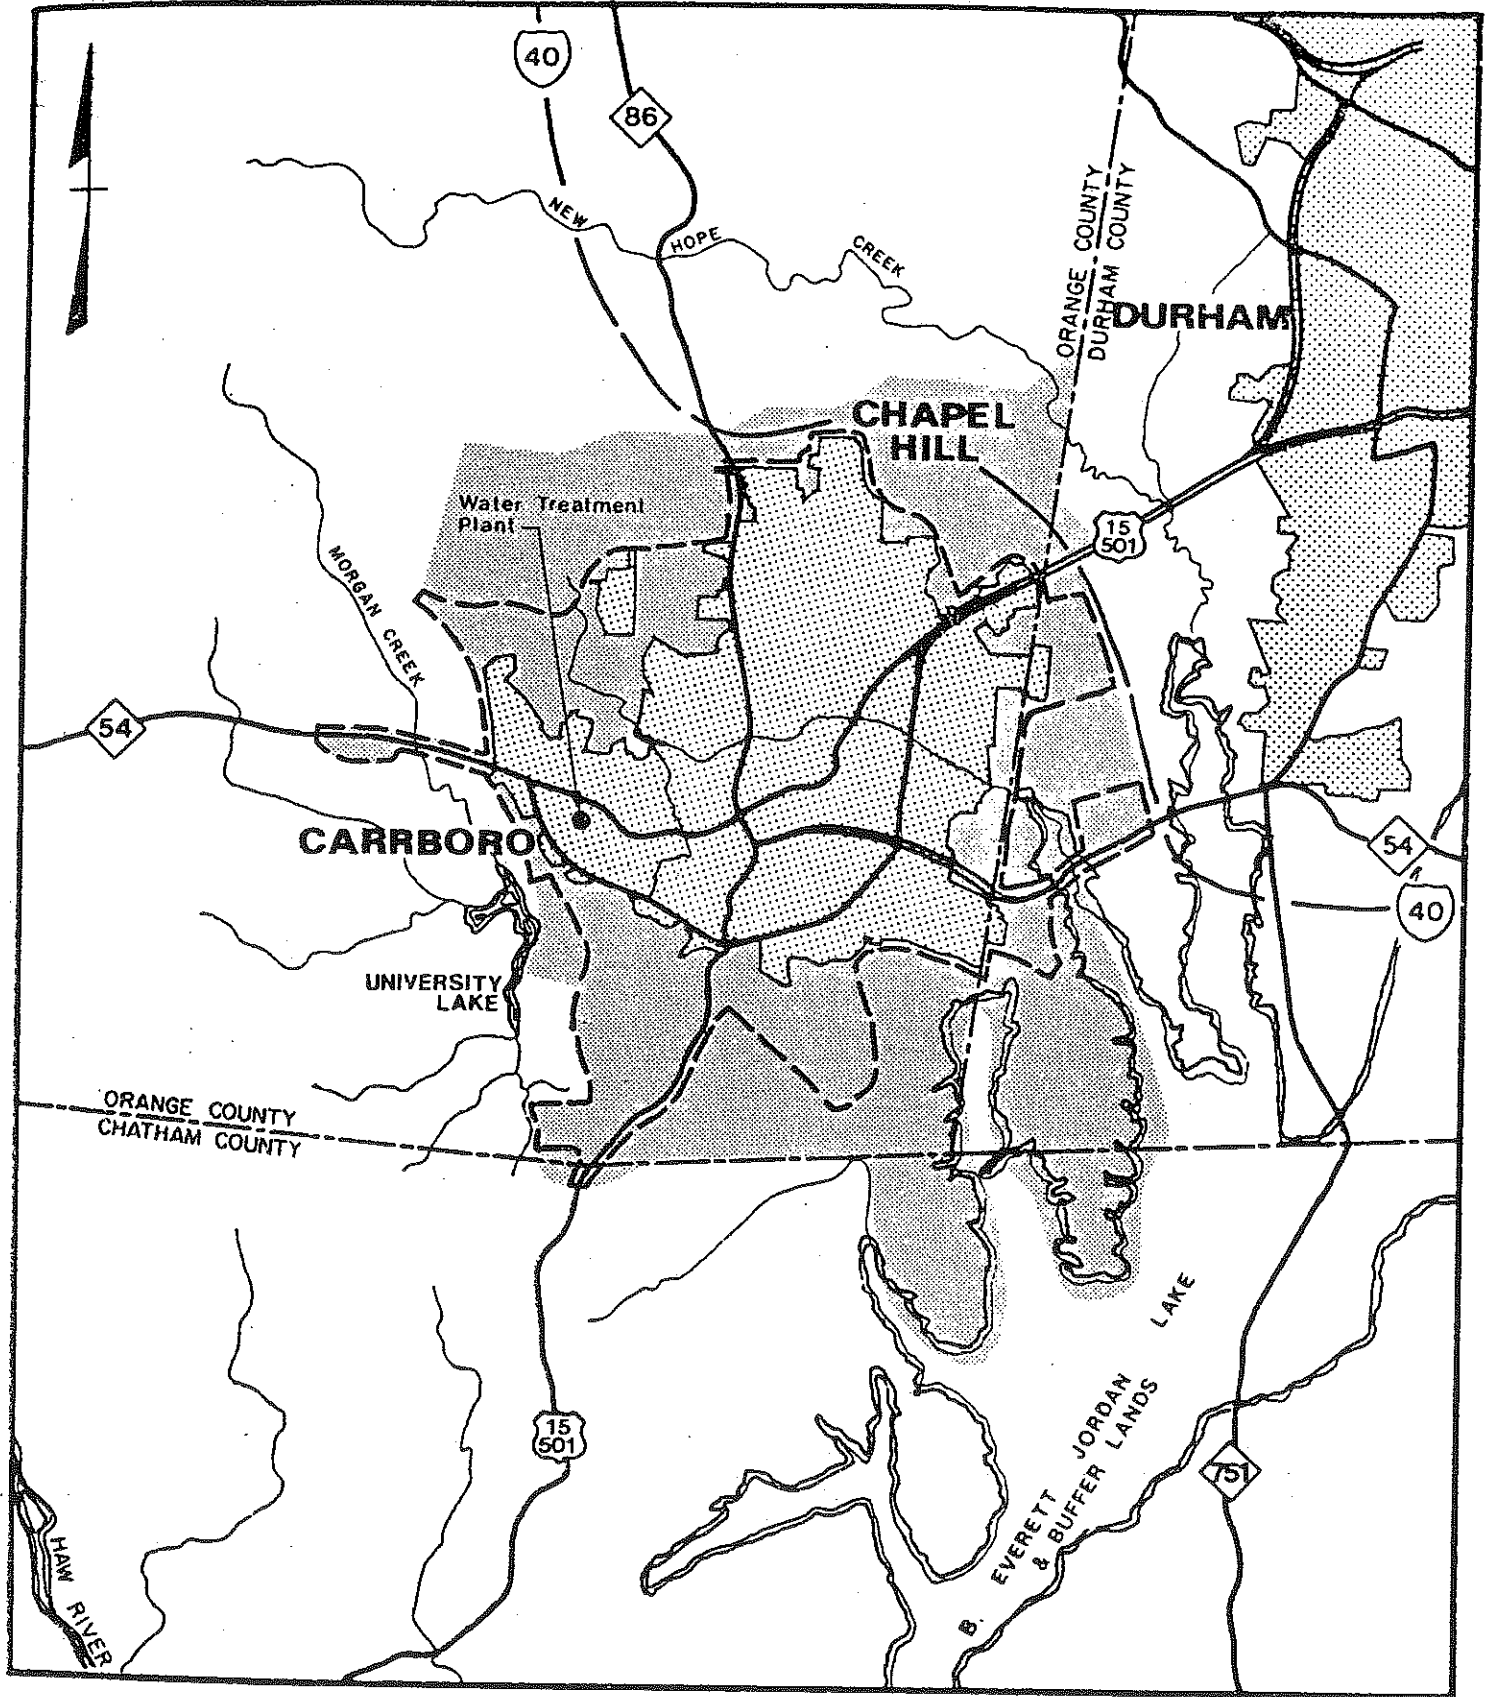 40
86
NEW
HOPE
CREEK
ORANGE COUNTY
DURHAM COUNTY
DURHAM
CHAPEL
HILL
Water Treatment
Plant
15
501
MORGAN CREEK
54
CARRBORO
54
40
UNIVERSITY
LAKE
ORANGE COUNTY
CHATHAM COUNTY
15
501
751
B. EVERETT JORDAN LAKE
& BUFFER LANDS
HAW RIVER